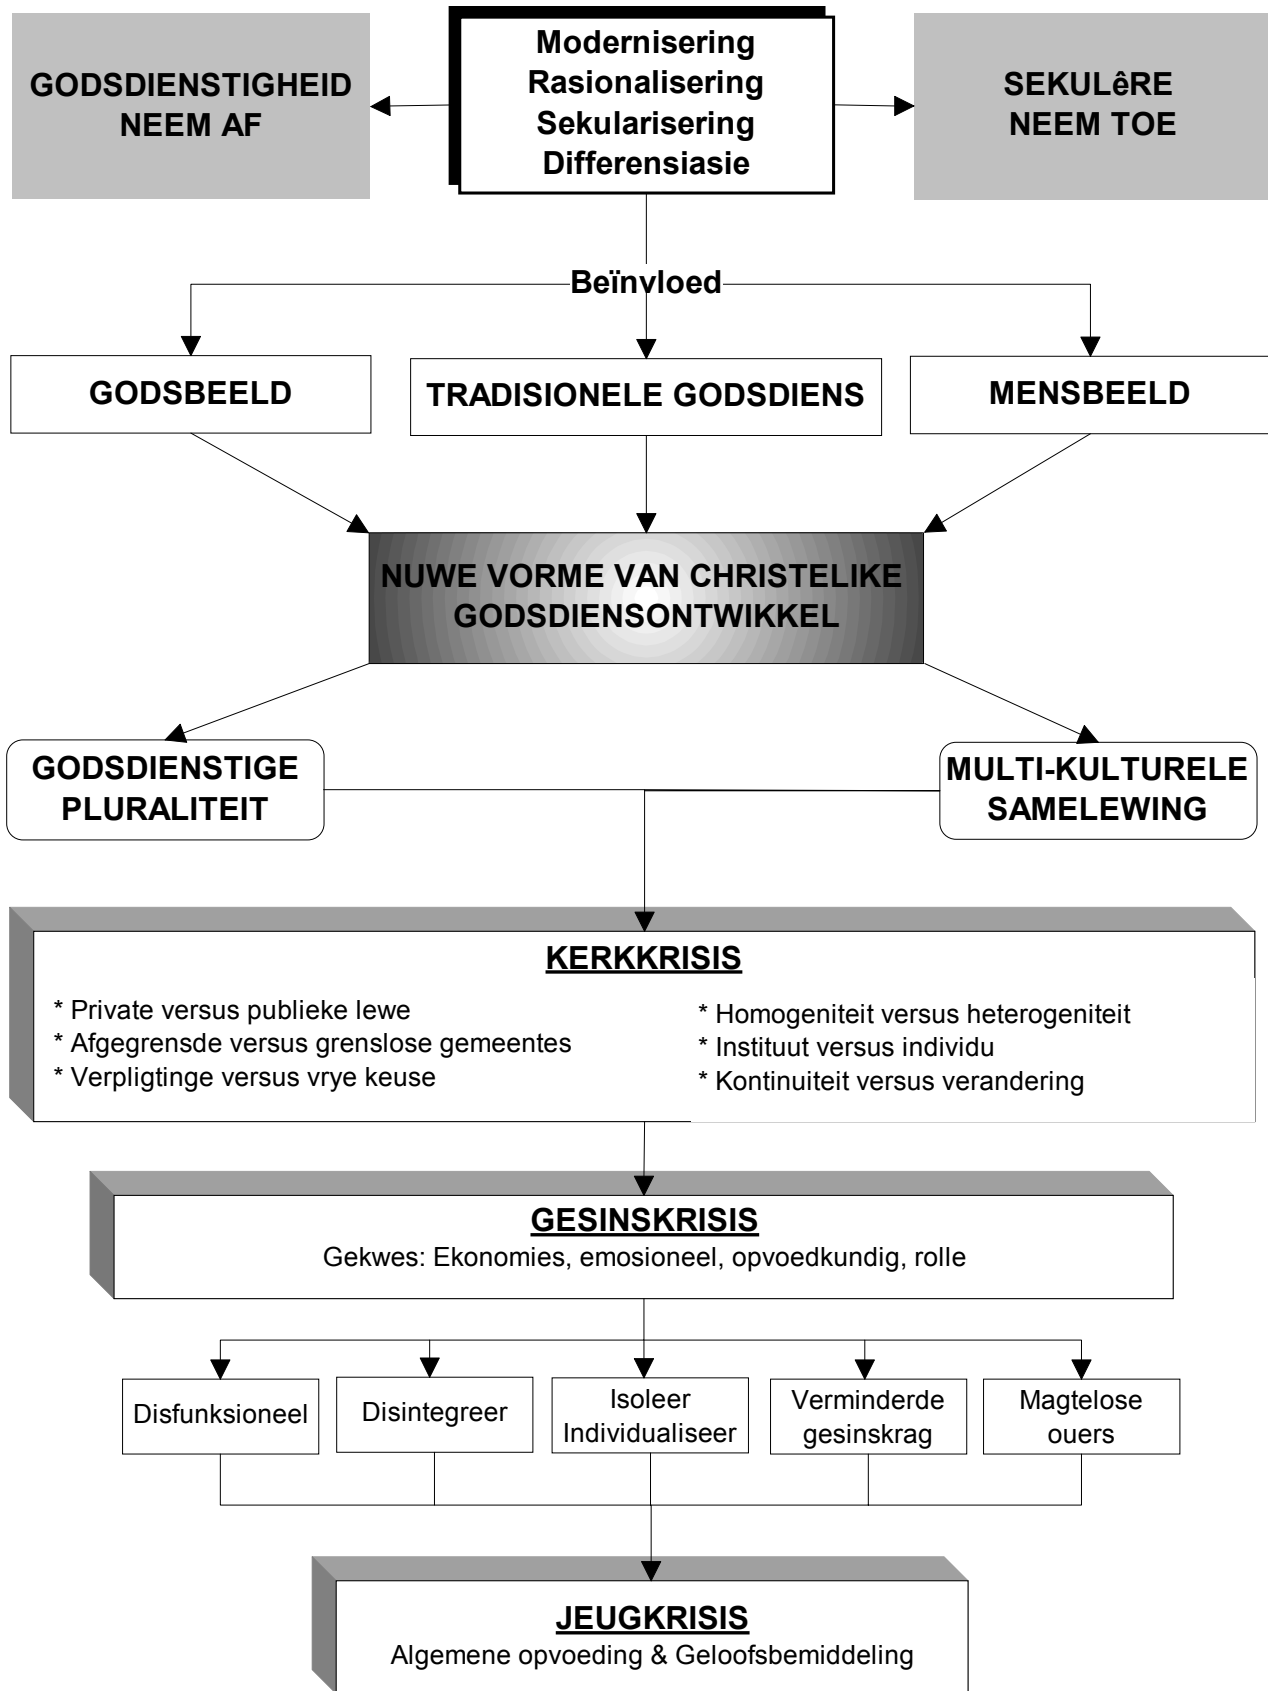 GODSDIENSTIGHEID
NEEM AF
Modernisering
Rasionalisering
Sekularisering
Differensiasie
SEKULêRE
NEEM TOE
Beïnvloed
GODSBEELD
TRADISIONELE GODSDIENS
MENSBEELD
NUWE VORME VAN CHRISTELIKE
GODSDIENSONTWIKKEL
GODSDIENSTIGE
PLURALITEIT
MULTI-KULTURELE
SAMELEWING
KERKKRISIS
* Private versus publieke lewe
* Afgegrensde versus grenslose gemeentes
* Verpligtinge versus vrye keuse
* Homogeniteit versus heterogeniteit
* Instituut versus individu
* Kontinuiteit versus verandering
GESINSKRISIS
Gekwes: Ekonomies, emosioneel, opvoedkundig, rolle
Disfunksioneel
Disintegreer
Isoleer
Individualiseer
Verminderde
gesinskrag
Magtelose
ouers
JEUGKRISIS
Algemene opvoeding & Geloofsbemiddeling